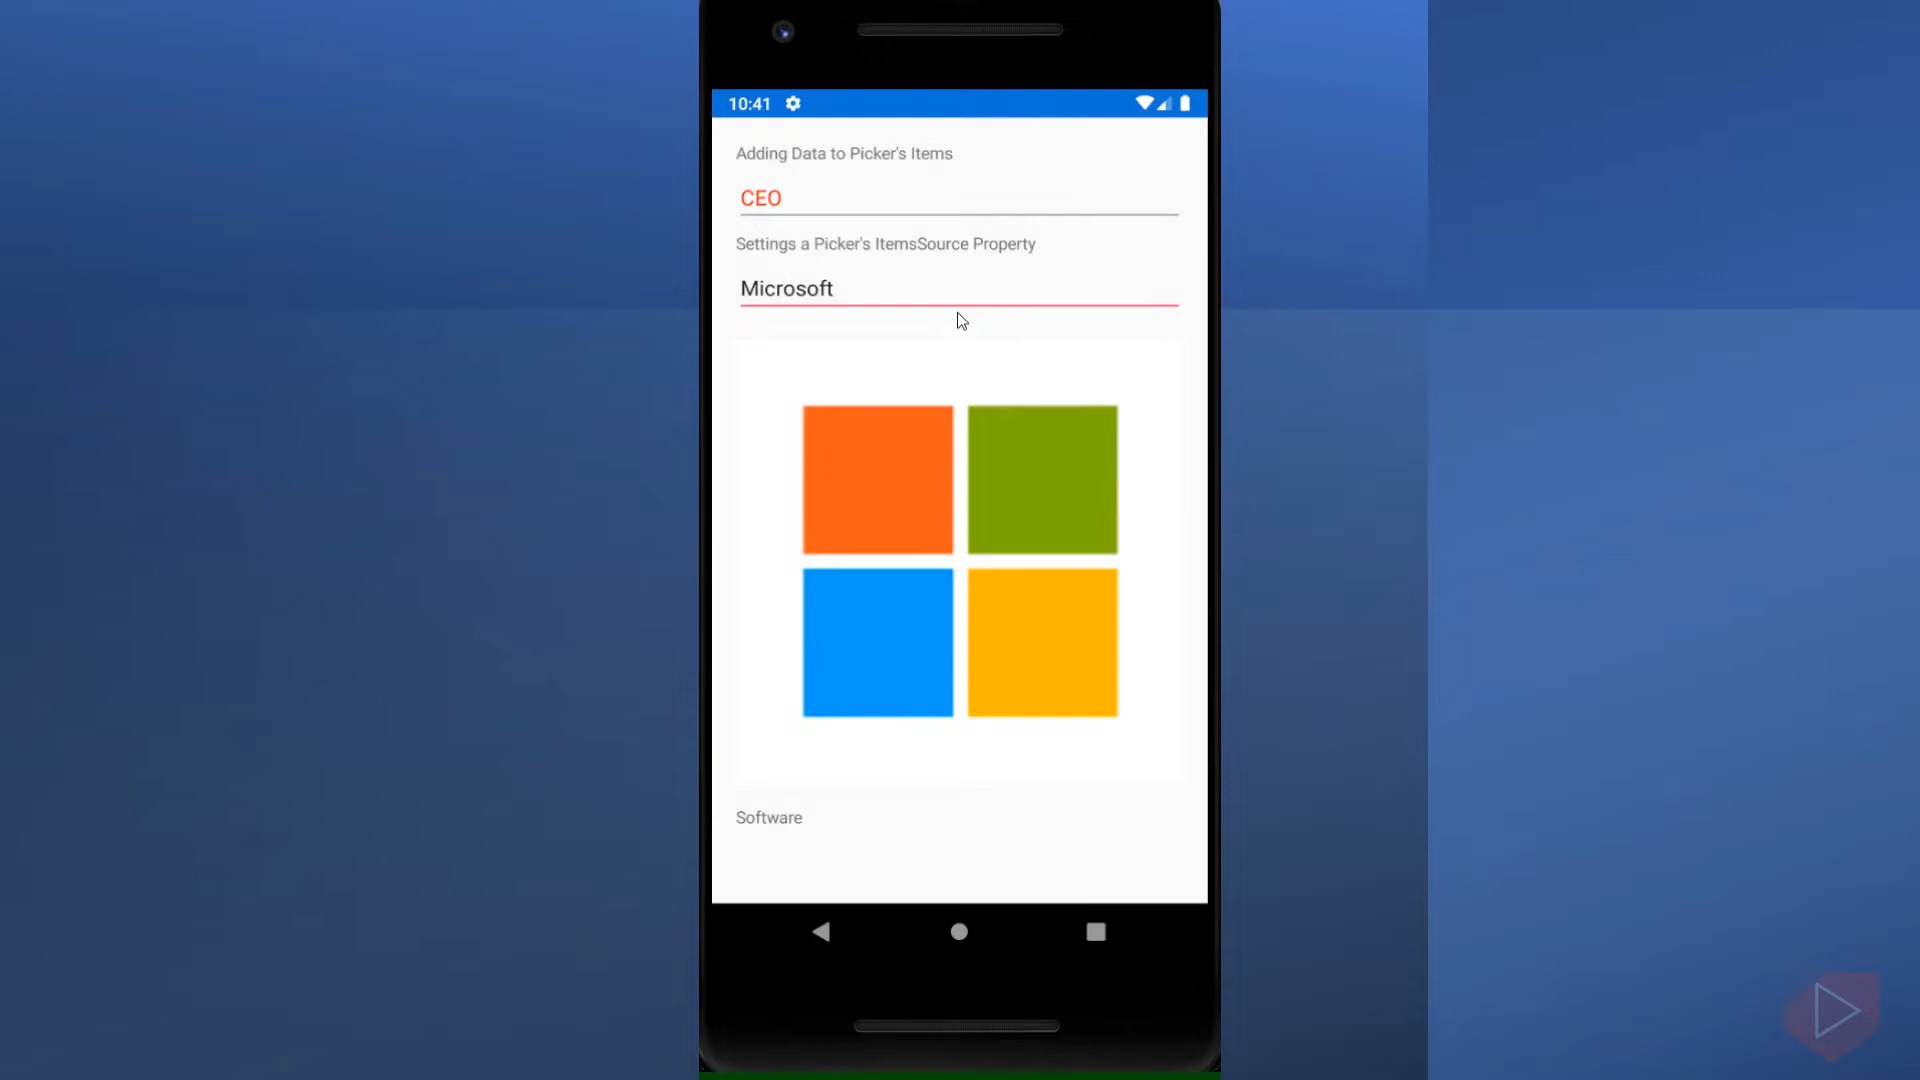 10:41
Adding Data to Picker's Items
CEO
Settings a Picker's ItemsSource Property
Microsoft
Software